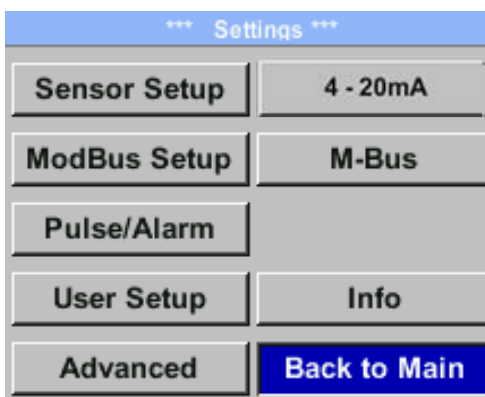 *** Settings ***
Sensor Setup
4 - 20mA
ModBus Setup
M-Bus
Pulse/Alarm
User Setup
Info
Advanced
Back to Main